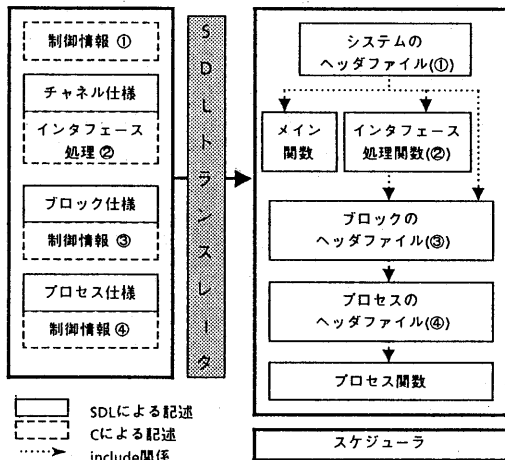 制御情報 ①
チャネル仕様
インタフェース
処理 ②
ブロック仕様
制御情報 ③
プロセス仕様
制御情報 ④
SDLトランスレータ
システムの
ヘッダファイル(①)
メイン
関数
インタフェース
処理関数(②)
ブロックの
ヘッダファイル(③)
プロセスの
ヘッダファイル(④)
プロセス関数
スケジューラ
SDLによる記述
Cによる記述
include関係